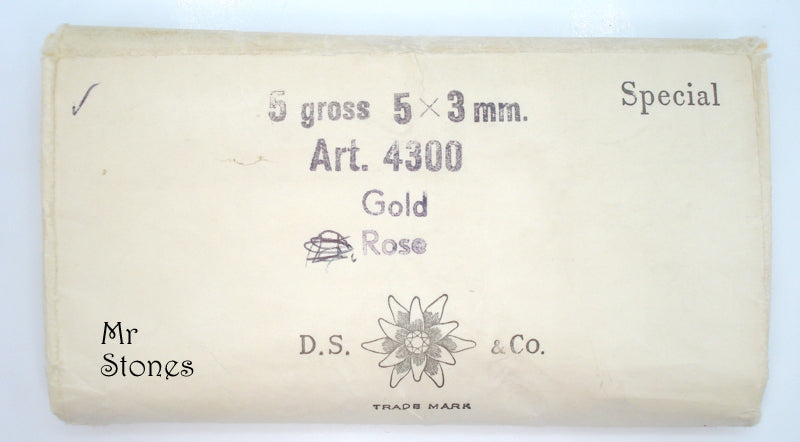 5 gross 5 × 3 mm.
Special
Art. 4300
Gold
Rose
D.S. & Co.
TRADE MARK
Mr
Stones